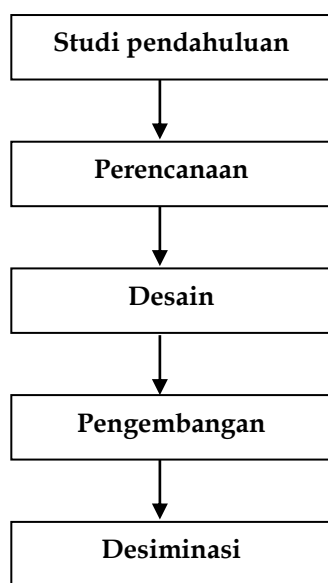 Studi pendahuluan
Perencanaan
Desain
Pengembangan
Desiminasi